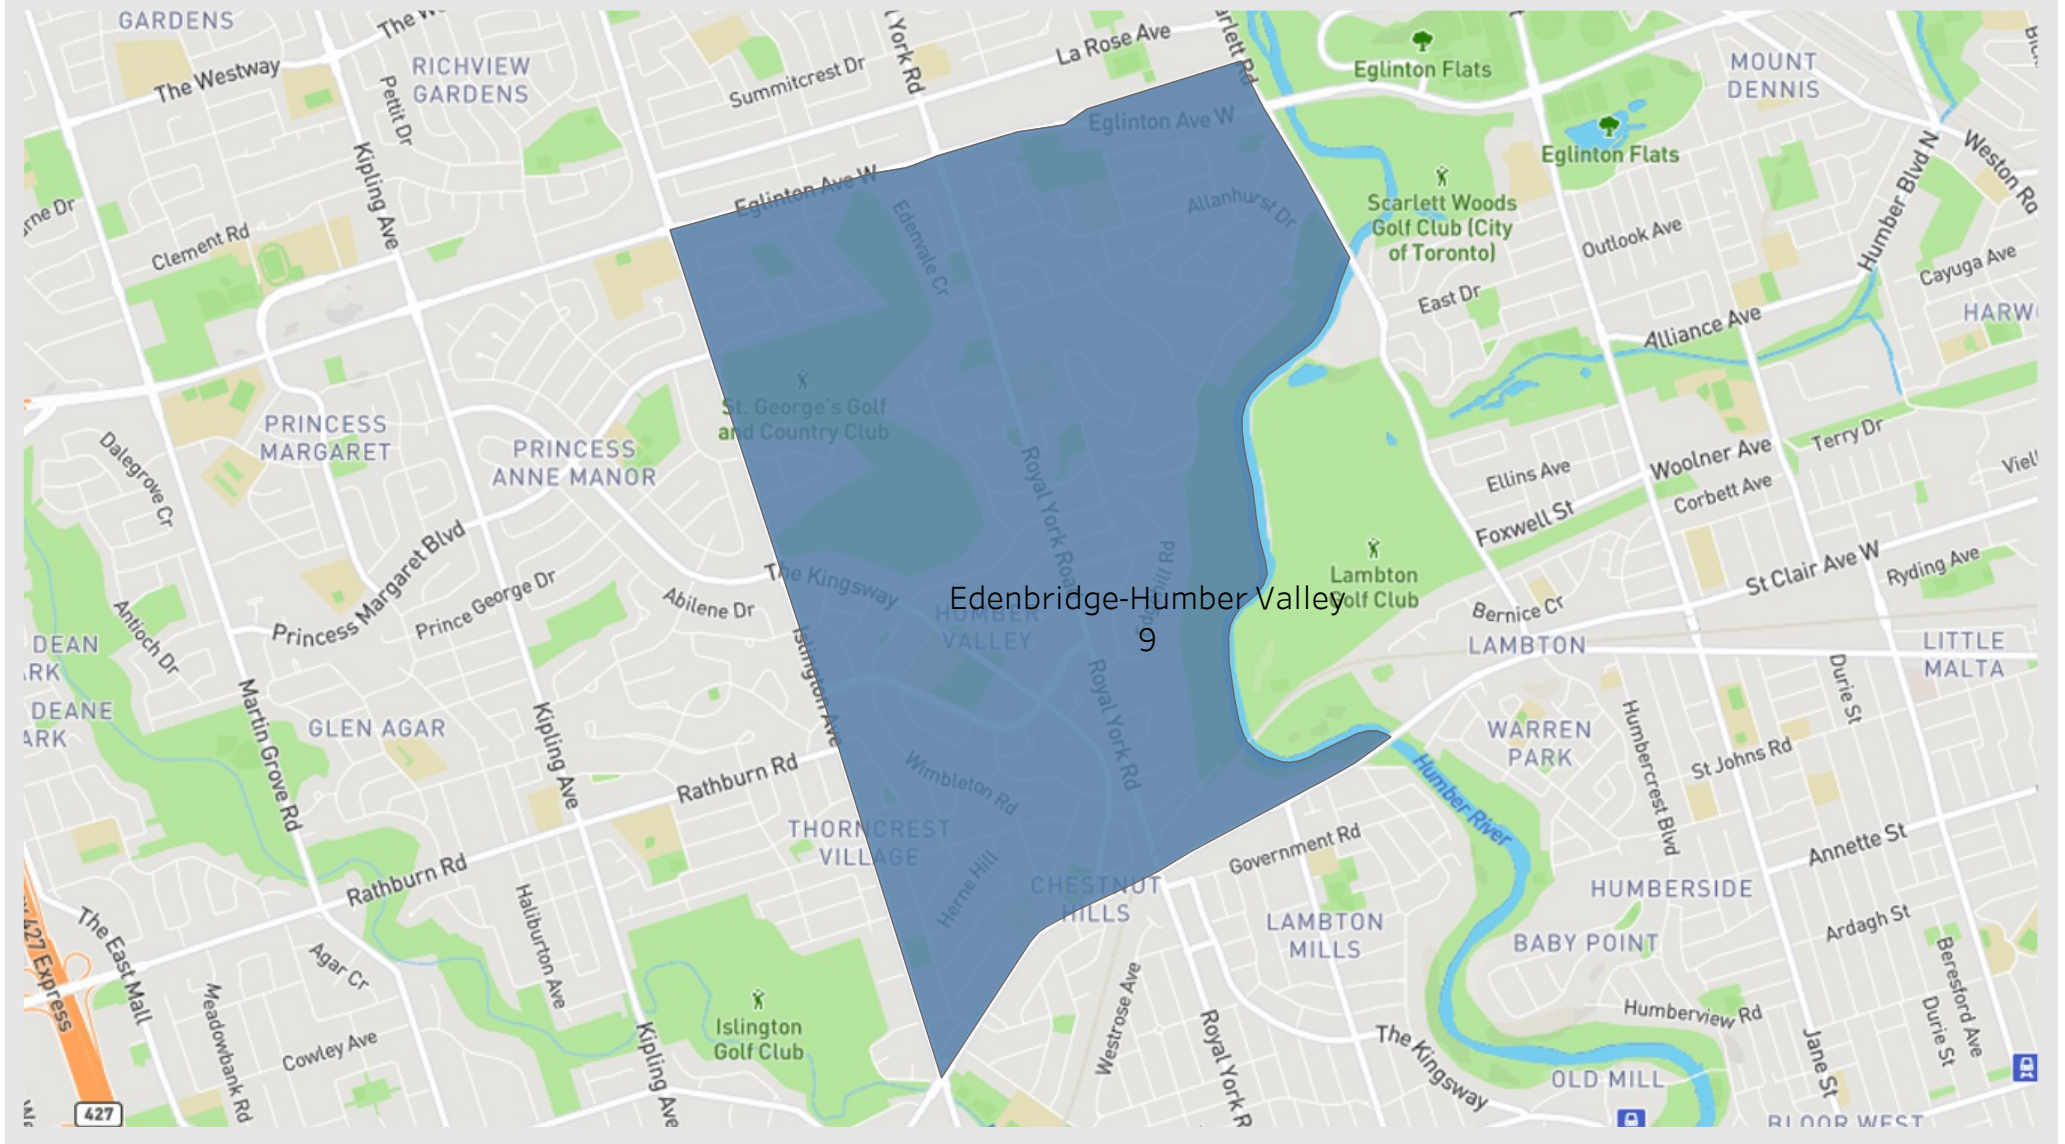 GARDENS
The Westway
RICHVIEW
GARDENS
Pettit Dr
Summitcrest Dr
York Rd
La Rose Ave
Eglinton Flats
MOUNT
DENNIS
Eglinton Ave W
Eglinton Flats
Humber Blvd N
Weston Rd
Kipling Ave
Clement Rd
Eglinton Ave W
Edenvale Cr
Allanhurst Dr
Scarlett Woods
Golf Club (City
of Toronto)
Outlook Ave
Cayuga Ave
East Dr
Alliance Ave
PRINCESS
MARGARET
PRINCESS
ANNE MANOR
St. George's Golf
and Country Club
Dalegrove Cr
Royal York Road
Ellins Ave
Woolner Ave
Terry Dr
Corbett Ave
Foxwell St
Princess Margaret Blvd
Prince George Dr
The Kingsway
Abilene Dr
Lambton
Golf Club
St Clair Ave W
Ryding Ave
Bernice Cr
Edenbridge-Humber Valley
9
HUMBER
VALLEY
Antioch Dr
DEAN
LAMBTON
LITTLE
MALTA
Islington Ave
Royal York Rd
Durie St
DEANE
Martin Grove Rd
GLEN AGAR
Kipling Ave
Rathburn Rd
Wimbleton Rd
WARREN
PARK
Humbercrest Blvd
St Johns Rd
Humber River
THORNCREST
VILLAGE
Government Rd
Annette St
Rathburn Rd
Herne Hill
CHESTNUT
HILLS
HUMBERSIDE
LAMBTON
MILLS
Ardagh St
BABY POINT
427 Express
The East Mall
Agar Cr
Haliburton Ave
Meadowbank Rd
Cowley Ave
Islington
Golf Club
Kipling Ave
Westrose Ave
Royal York R
The Kingsway
Humberview Rd
Beresford Ave
Durie St
Jane St
OLD MILL
427
BLOOR WEST